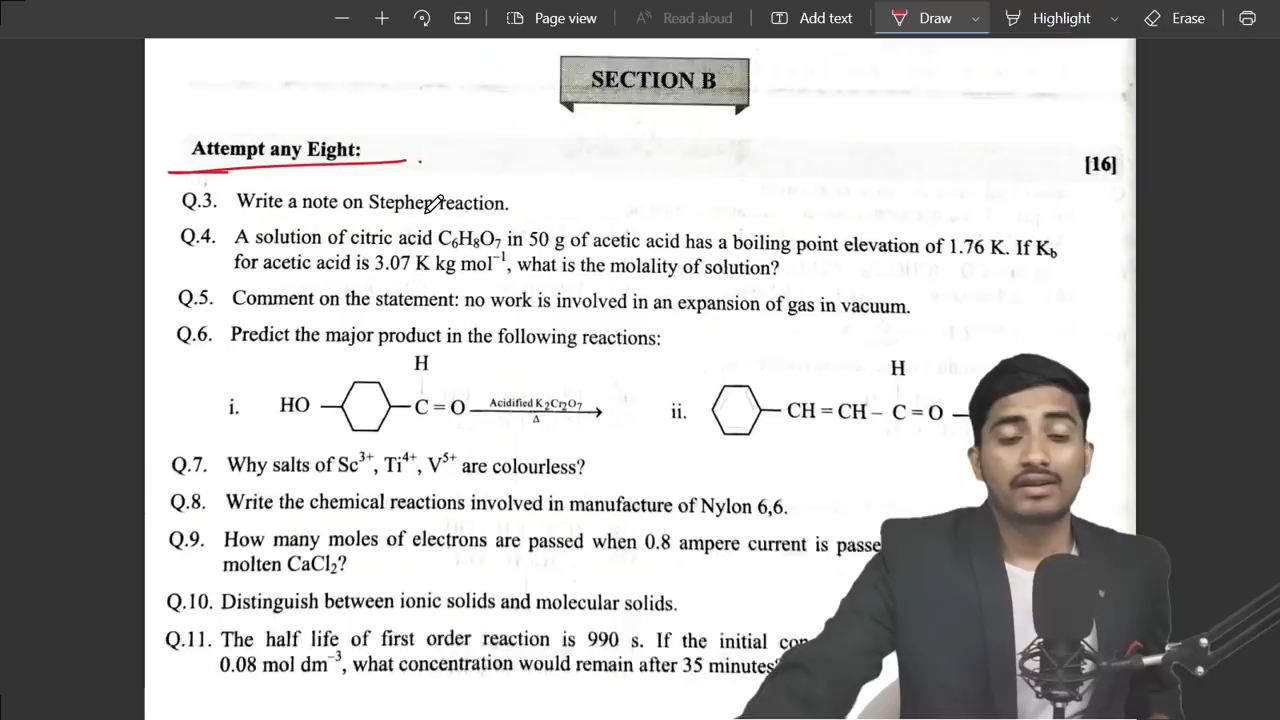 Page view
Read aloud
Add text
Draw
Highlight
Erase
SECTION B
Attempt any Eight:
[16]
Q.3. Write a note on Stephen reaction.
Q.4. A solution of citric acid C₆H₈O₇ in 50 g of acetic acid has a boiling point elevation of 1.76 K. If K_b
for acetic acid is 3.07 K kg mol⁻¹, what is the molality of solution?
Q.5. Comment on the statement: no work is involved in an expansion of gas in vacuum.
Q.6. Predict the major product in the following reactions:
H
H
i. HO C = O Acidified K₂Cr₂O₇ Δ
ii. CH = CH – C = O
Q.7. Why salts of Sc³⁺, Ti⁴⁺, V⁵⁺ are colourless?
Q.8. Write the chemical reactions involved in manufacture of Nylon 6,6.
Q.9. How many moles of electrons are passed when 0.8 ampere current is passe
molten CaCl₂?
Q.10. Distinguish between ionic solids and molecular solids.
Q.11. The half life of first order reaction is 990 s. If the initial
0.08 mol dm⁻³, what concentration would remain after 35 minutes